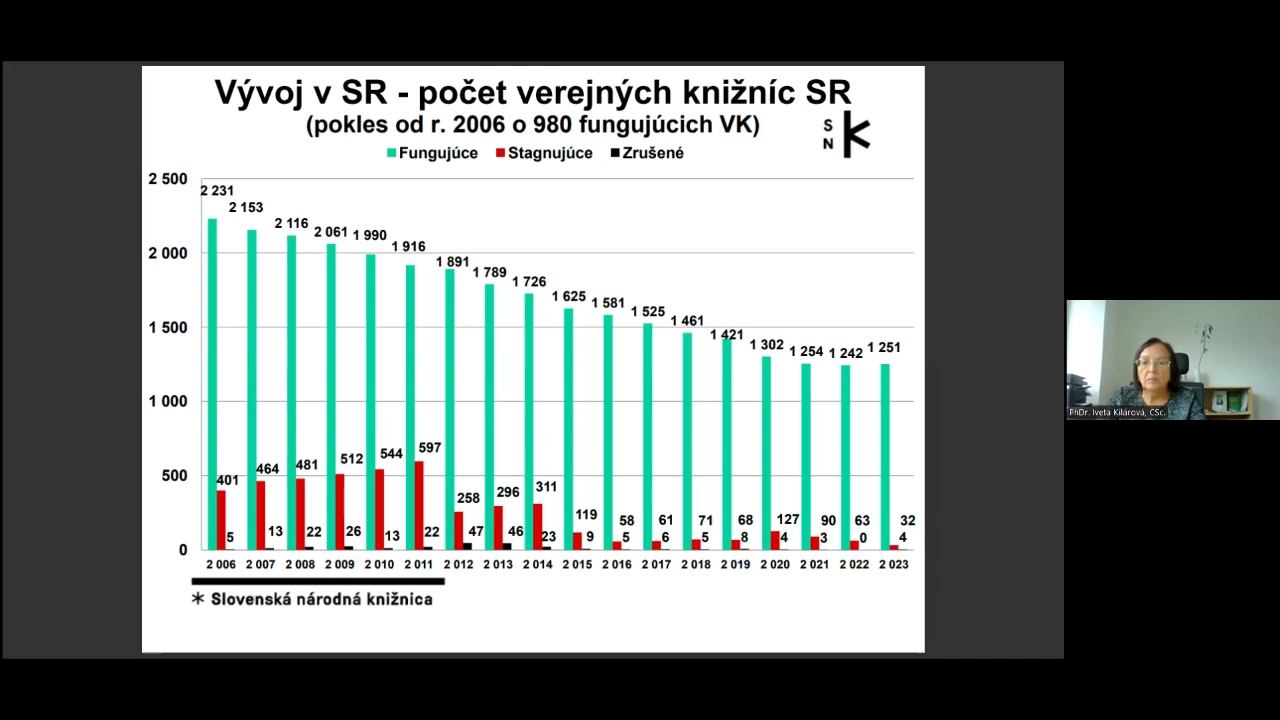 Vývoj v SR - počet verejných knižníc SR
(pokles od r. 2006 o 980 fungujúcich VK)
S
N
Fungujúce Stagnujúce Zrušené
2 500
2 000
1 500
1 000
500
0
2 231 2 153 2 116 2 061 1 990 1 916 1 891 1 789 1 726 1 625 1 581 1 525 1 461 1 421 1 302 1 254 1 242 1 251
401 464 481 512 544 597 258 296 311 119 58 61 71 68 127 90 63 32
5 13 22 26 13 22 47 46 23 9 5 6 5 8 4 3 0 4
2 006 2 007 2 008 2 009 2 010 2 011 2 012 2 013 2 014 2 015 2 016 2 017 2 018 2 019 2 020 2 021 2 022 2 023
Slovenská národná knižnica
PhDr. Iveta Kilárová, CSc.